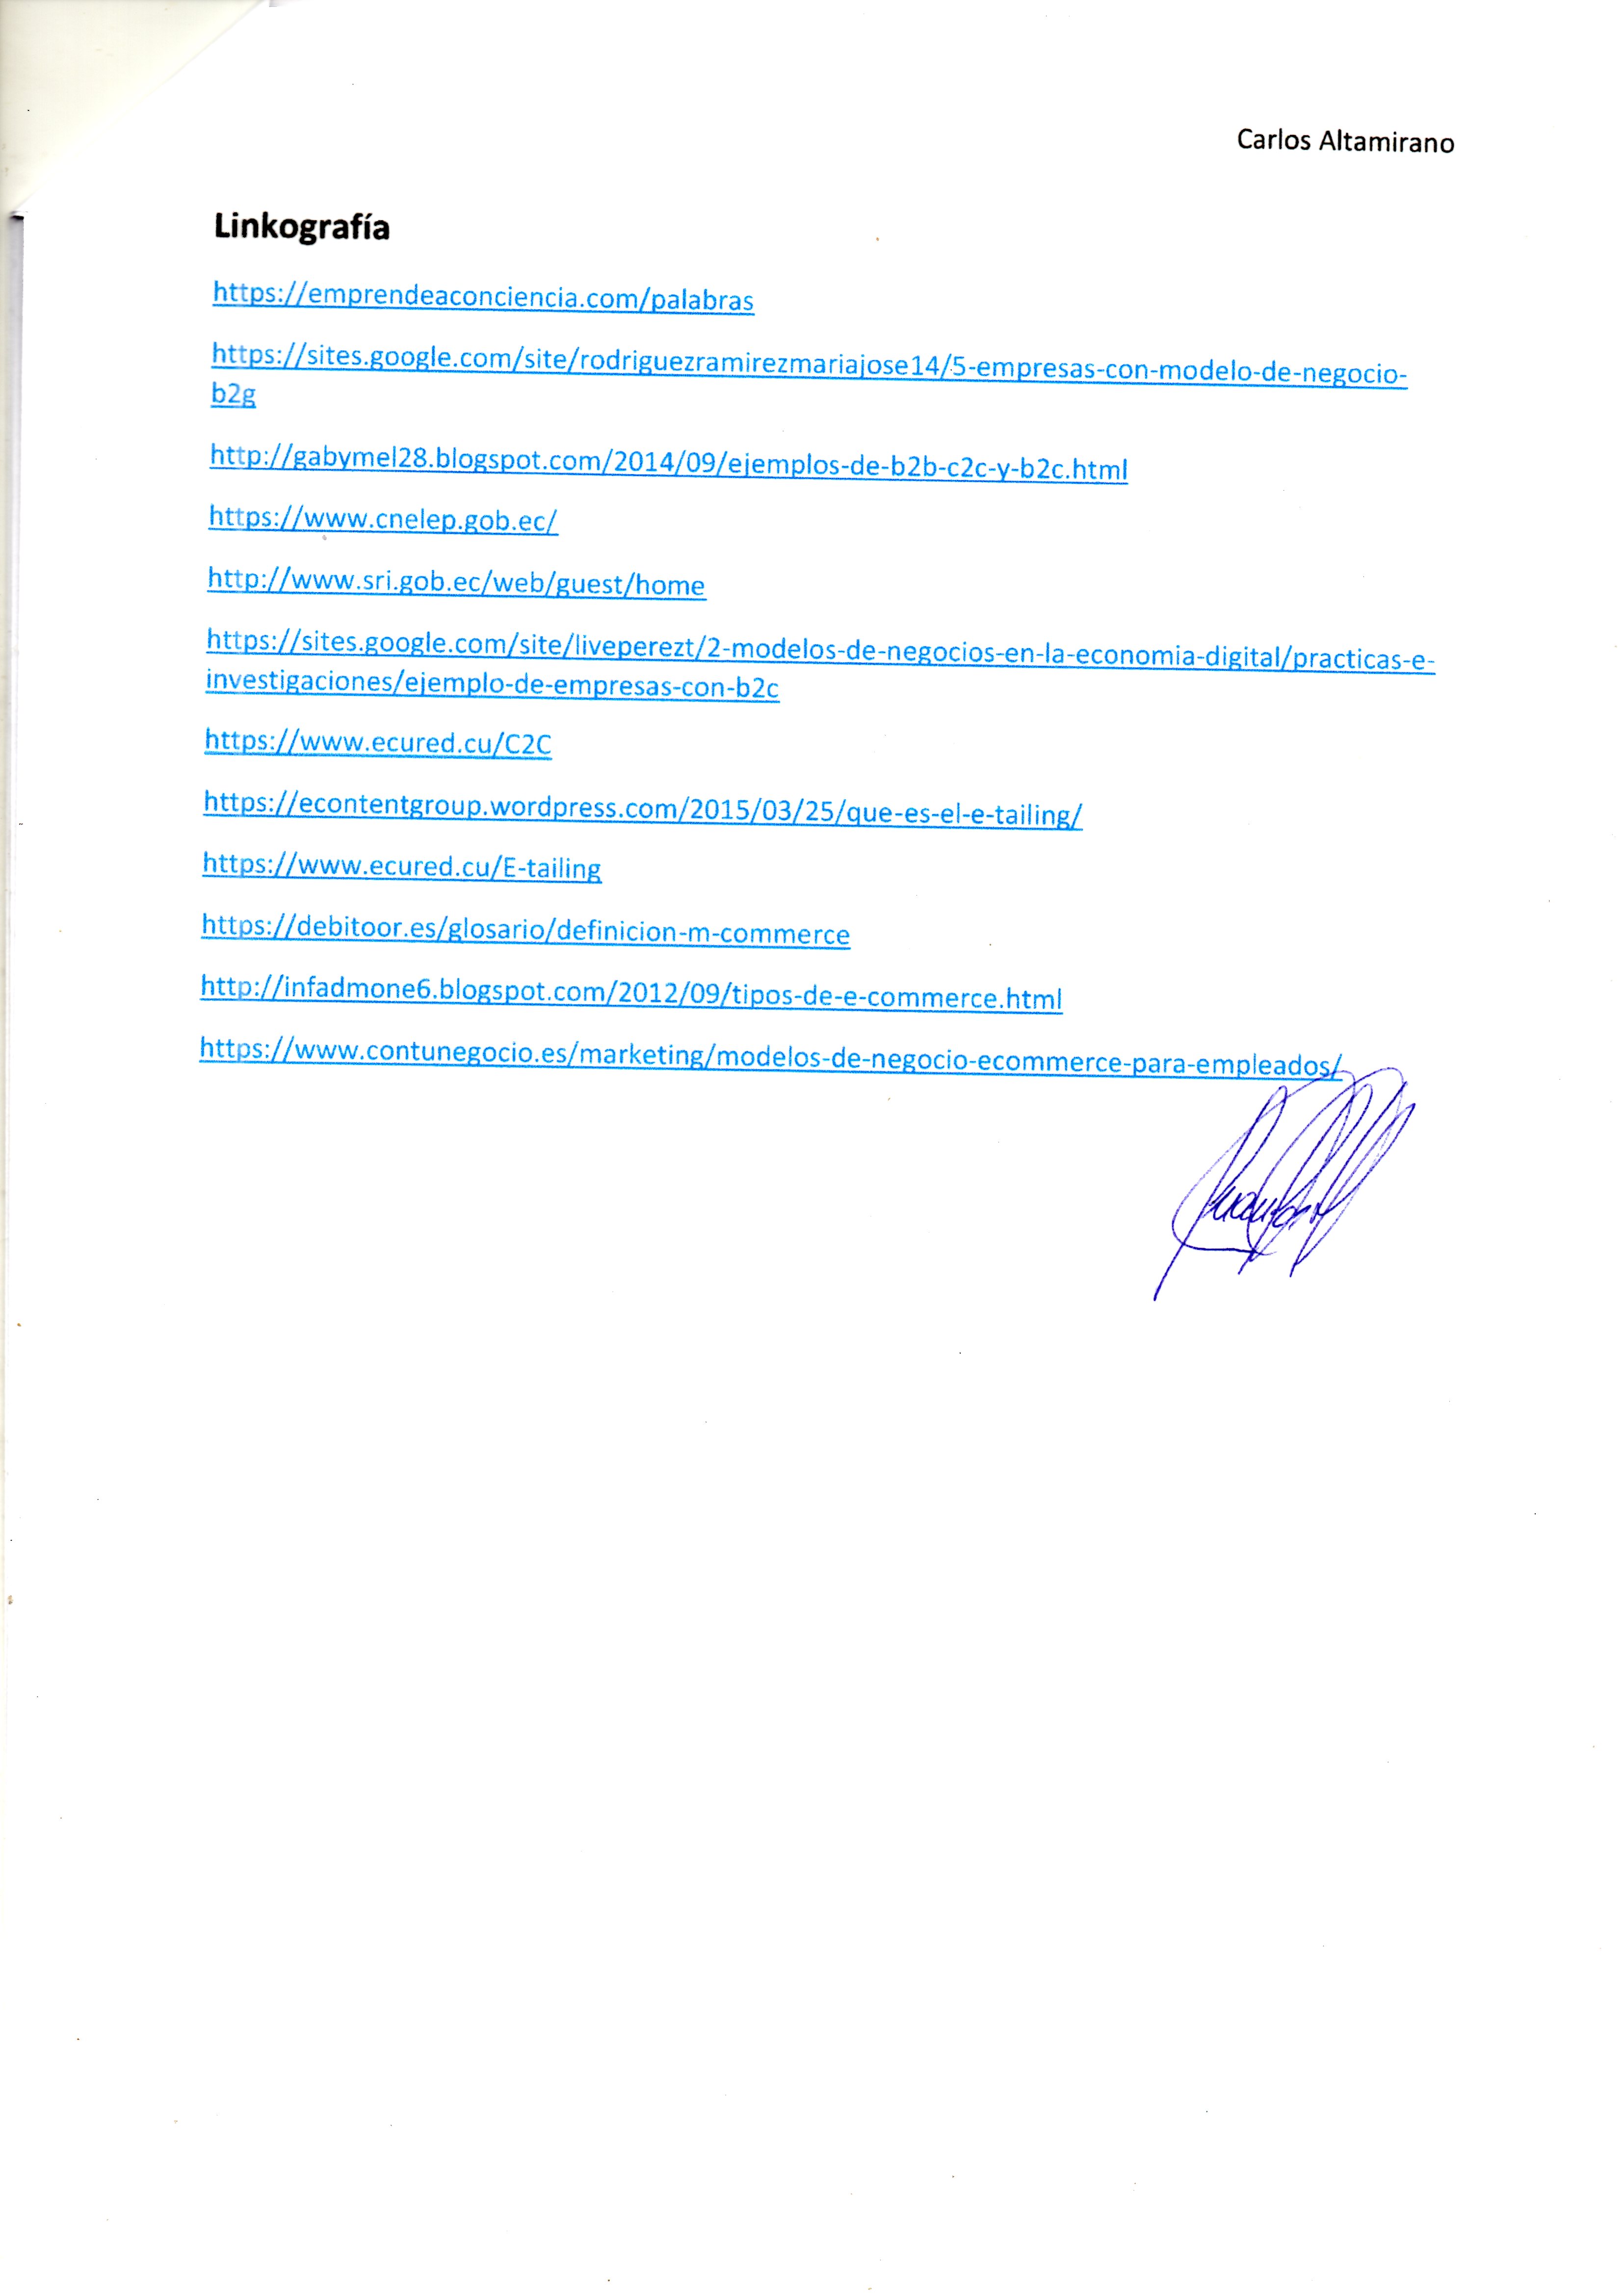 Carlos Altamirano
Linkografía
https://emprendeaconciencia.com/palabras
https://sites.google.com/site/rodriguezramirezmariajose14/5-empresas-con-modelo-de-negocio-
b2g
http://gabymel28.blogspot.com/2014/09/ejemplos-de-b2b-c2c-y-b2c.html
https://www.cnelep.gob.ec/
http://www.sri.gob.ec/web/guest/home
https://sites.google.com/site/liveperezt/2-modelos-de-negocios-en-la-economia-digital/practicas-e-
investigaciones/ejemplo-de-empresas-con-b2c
https://www.ecured.cu/C2C
https://econtentgroup.wordpress.com/2015/03/25/que-es-el-e-tailing/
https://www.ecured.cu/E-tailing
https://debitoor.es/glosario/definicion-m-commerce
http://infadmone6.blogspot.com/2012/09/tipos-de-e-commerce.html
https://www.contunegocio.es/marketing/modelos-de-negocio-ecommerce-para-empleados/